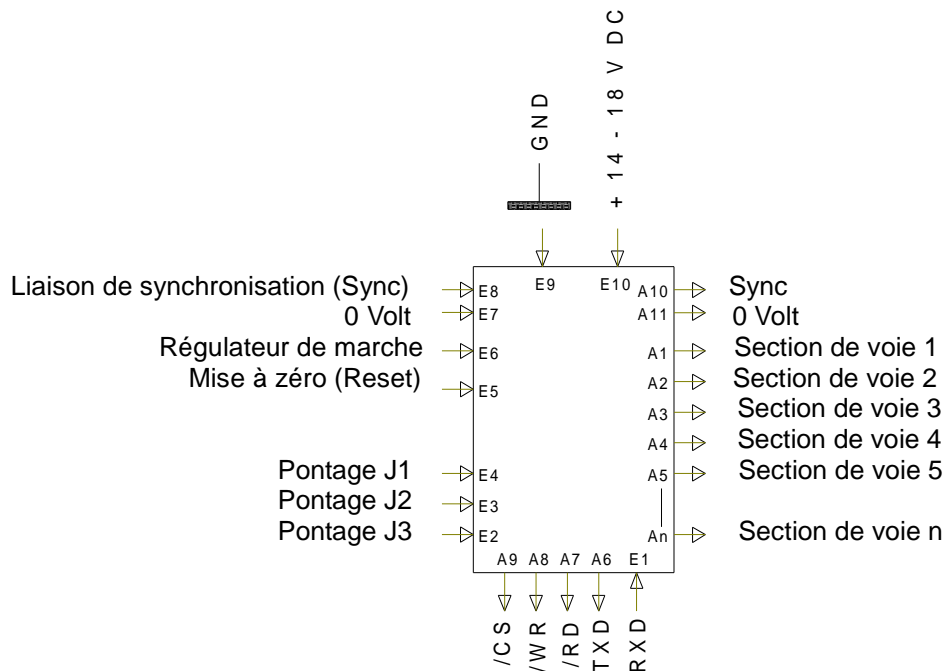 GND
+ 14 - 18 V DC
E9 E10
Liaison de synchronisation (Sync) E8 A10 Sync
0 Volt E7 A11 0 Volt
Régulateur de marche E6 A1 Section de voie 1
Mise à zéro (Reset) E5 A2 Section de voie 2
A3 Section de voie 3
A4 Section de voie 4
Pontage J1 E4 A5 Section de voie 5
Pontage J2 E3
Pontage J3 E2 An Section de voie n
A9 A8 A7 A6 E1
/CS
/WR
/RD
TXD
RXD